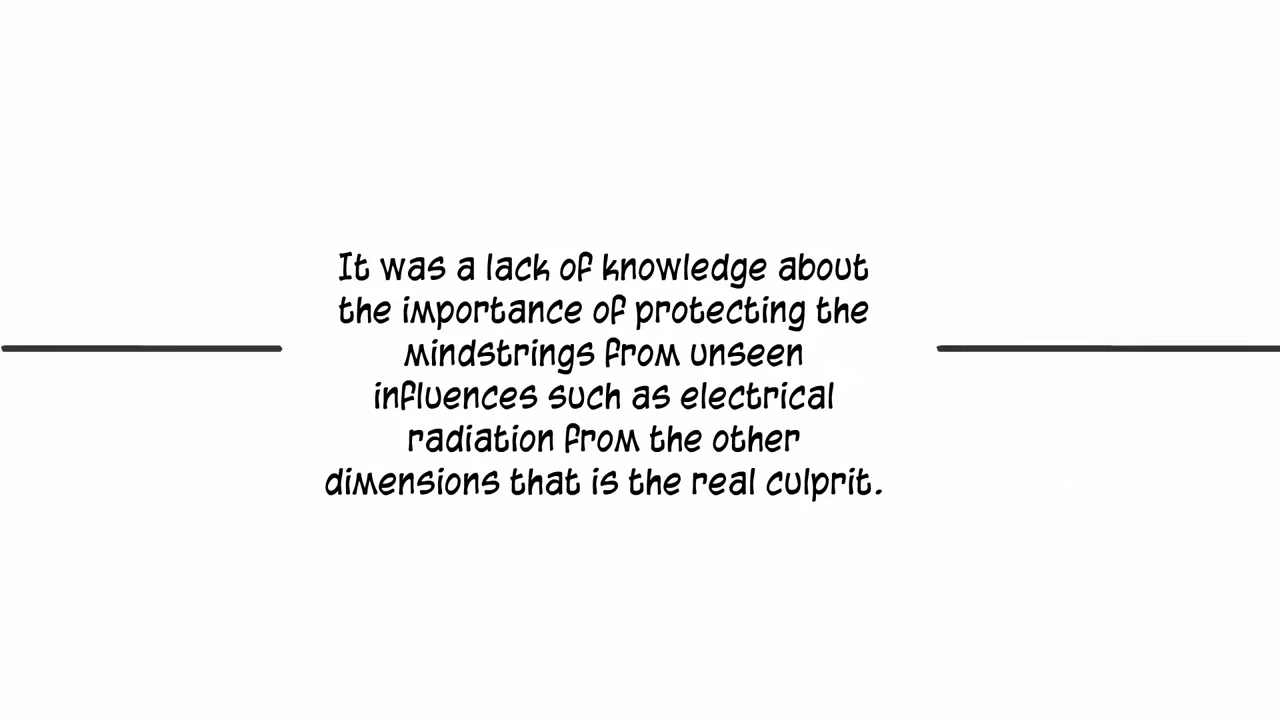 It was a lack of knowledge about
the importance of protecting the
mindstrings from unseen
influences such as electrical
radiation from the other
dimensions that is the real culprit.